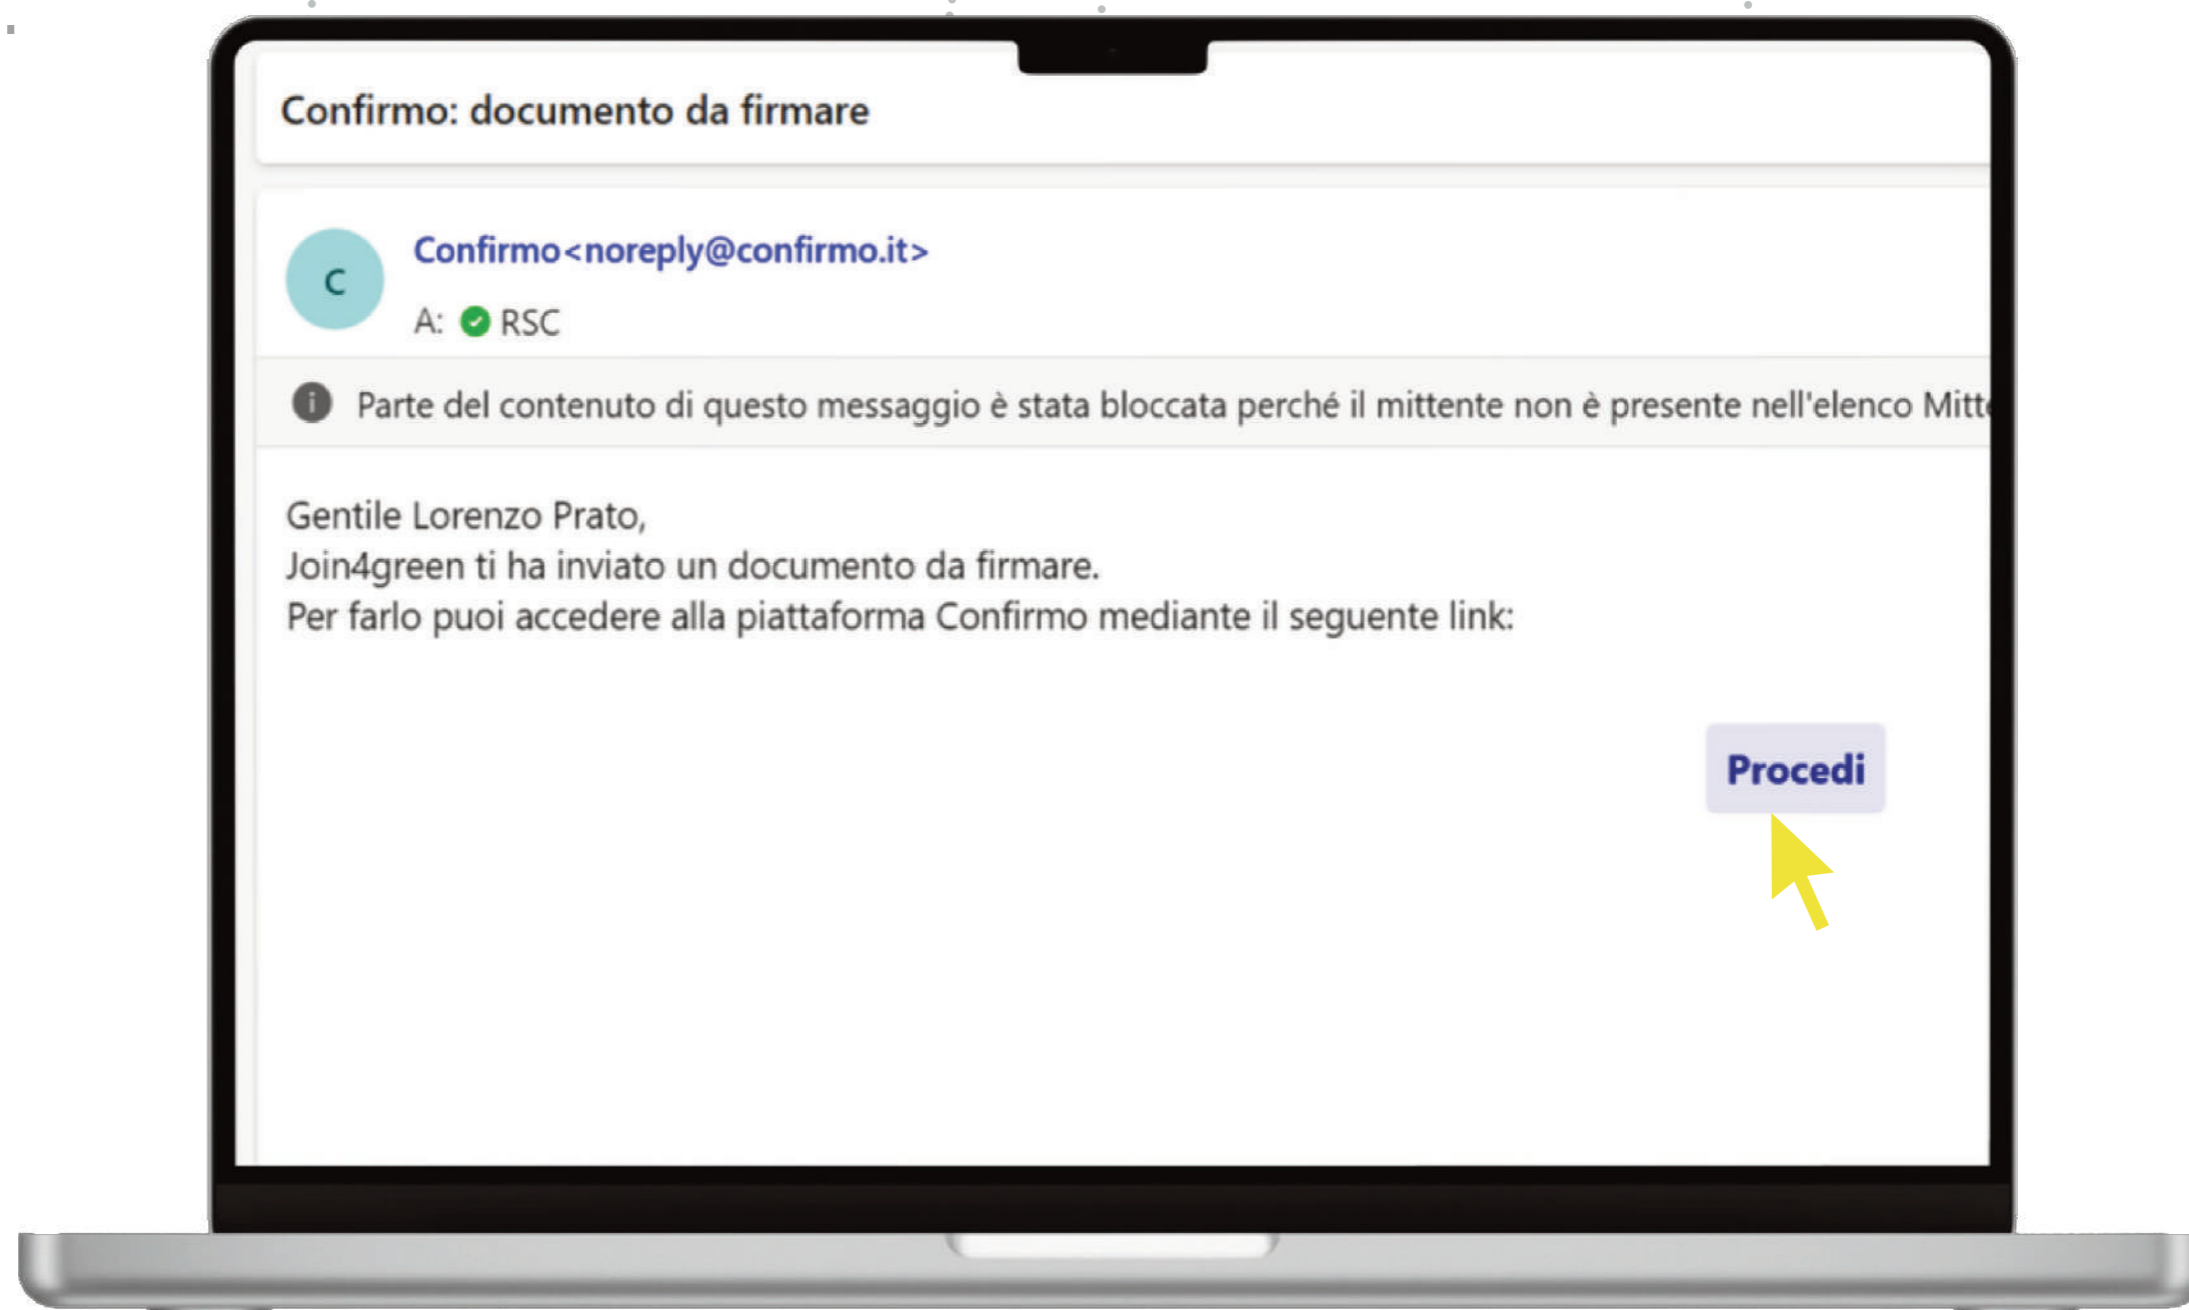 Confirmo: documento da firmare
C
Confirmo<noreply@confirmo.it>
A: RSC
Parte del contenuto di questo messaggio è stata bloccata perché il mittente non è presente nell'elenco Mitt
Gentile Lorenzo Prato,
Join4green ti ha inviato un documento da firmare.
Per farlo puoi accedere alla piattaforma Confirmo mediante il seguente link:
Procedi